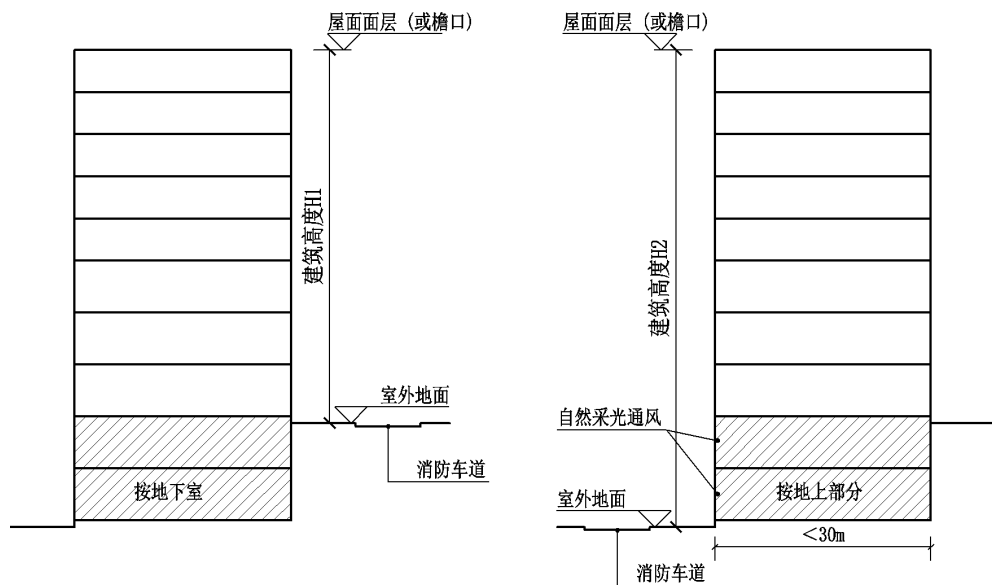 屋面面层（或檐口）
建筑高度H1
室外地面
消防车道
按地下室
屋面面层（或檐口）
建筑高度H2
自然采光通风
室外地面
消防车道
按地上部分
<30m